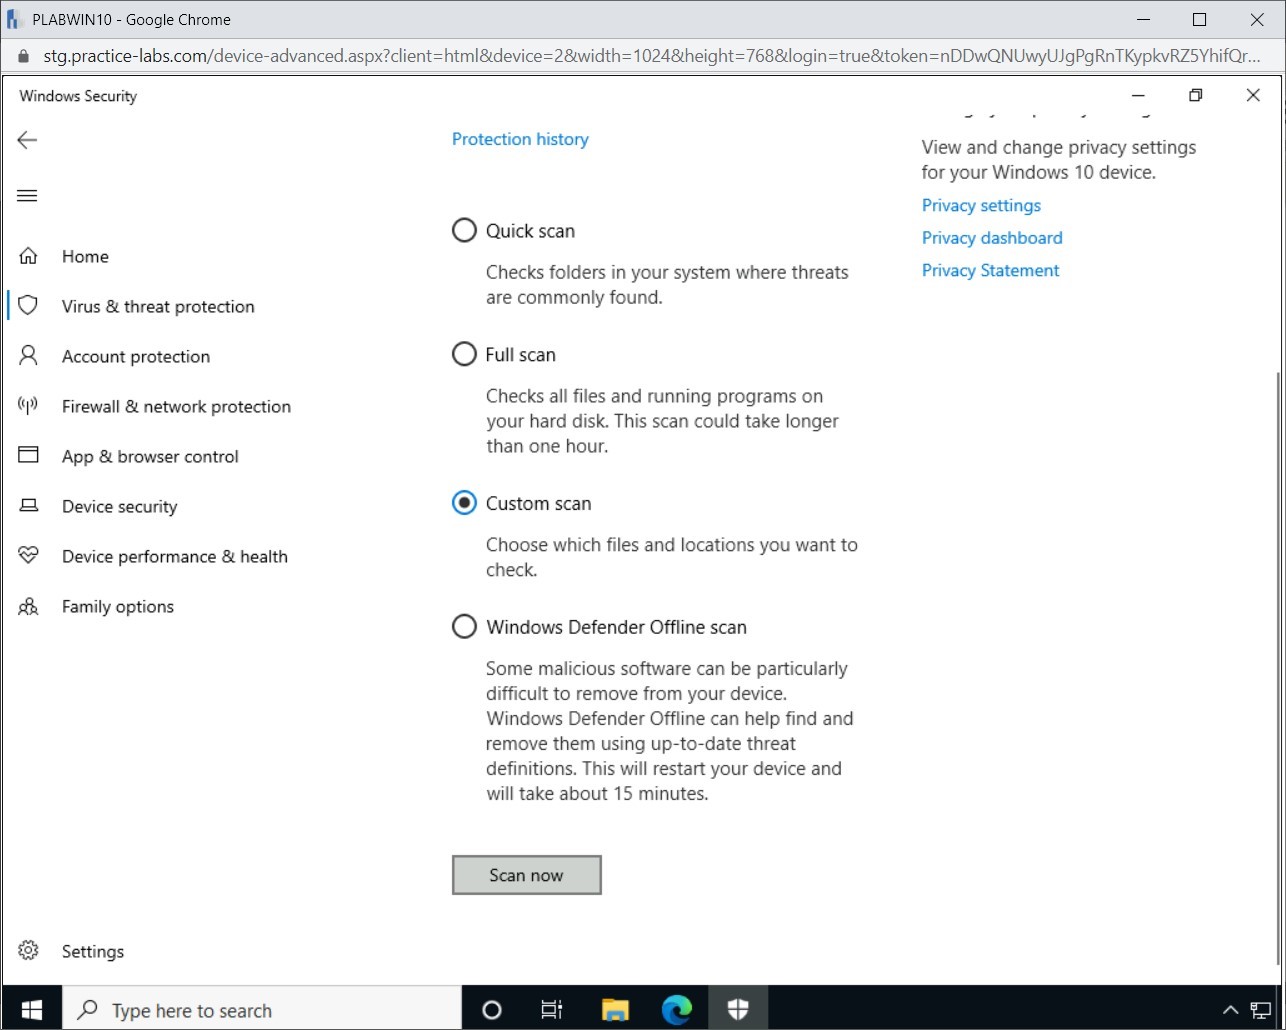 PLABWIN10 - Google Chrome
stg.practice-labs.com/device-advanced.aspx?client=html&device=2&width=1024&height=768&login=true&token=nDDwQNUwyUJgPgRnTKypkvRZ5YhifQr...
Windows Security
Protection history
View and change privacy settings
for your Windows 10 device.
Privacy settings
Privacy dashboard
Privacy Statement
Home
Virus & threat protection
Account protection
Firewall & network protection
App & browser control
Device security
Device performance & health
Family options
Quick scan
Checks folders in your system where threats
are commonly found.
Full scan
Checks all files and running programs on
your hard disk. This scan could take longer
than one hour.
Custom scan
Choose which files and locations you want to
check.
Windows Defender Offline scan
Some malicious software can be particularly
difficult to remove from your device.
Windows Defender Offline can help find and
remove them using up-to-date threat
definitions. This will restart your device and
will take about 15 minutes.
Scan now
Settings
Type here to search